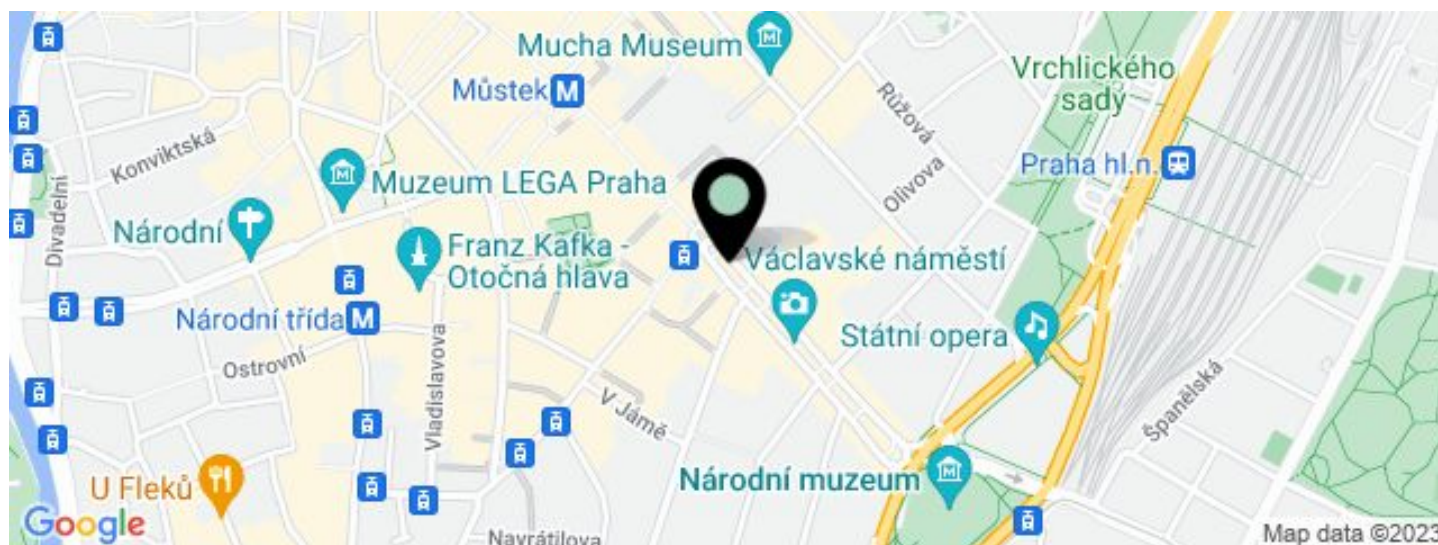 Mucha Museum
Můstek
M
Vrchlického
sady
Růžová
Konviktská
Praha hl.n.
Muzeum LEGA Praha
Olivova
Divadelní
Národní
Franz Kafka -
Otočná hlava
Václavské náměstí
Národní třída
M
Státní opera
Ostrovní
Vladislavova
V Jámě
Španělská
U Fleků
Národní muzeum
Google
Navrátilova
Map data ©2023